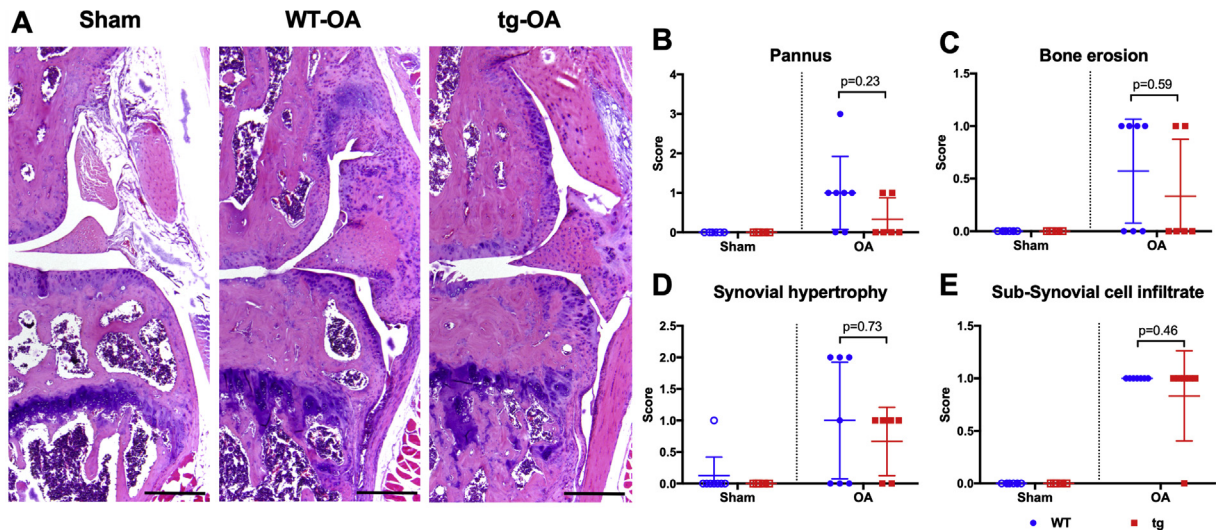 A
Sham
WT-OA
tg-OA
B
Pannus
p=0.23
Score
4
3
2
1
0
Sham
OA
C
Bone erosion
p=0.59
Score
1.5
1.0
0.5
0.0
Sham
OA
D
Synovial hypertrophy
p=0.73
Score
2.5
2.0
1.5
1.0
0.5
0.0
Sham
OA
E
Sub-Synovial cell infiltrate
p=0.46
Score
1.5
1.0
0.5
0.0
Sham
OA
WT
tg